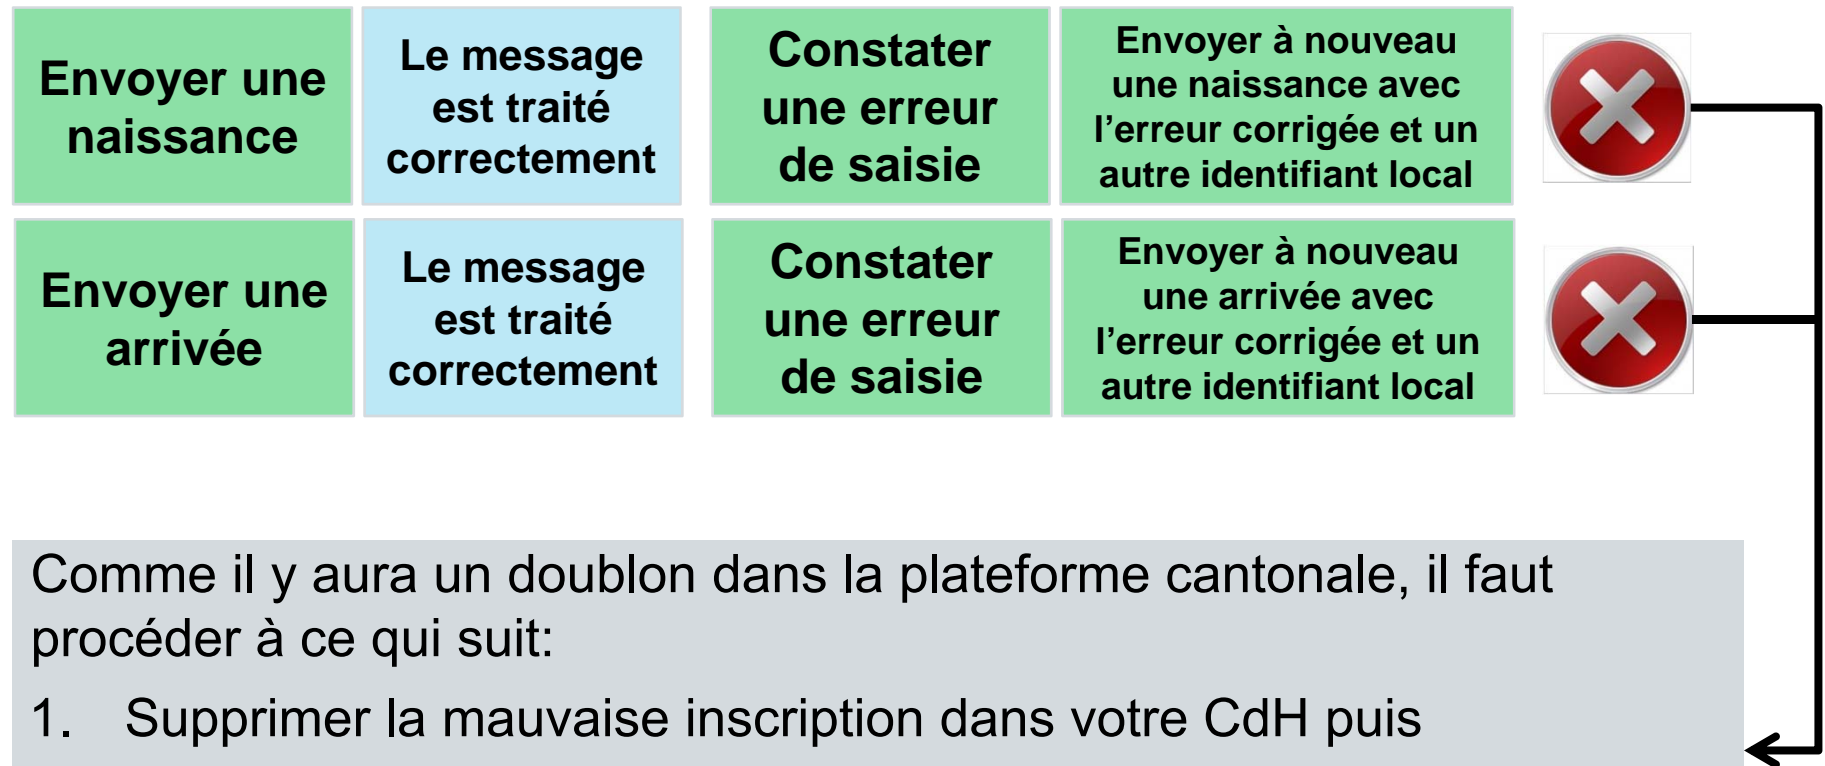 Envoyer une
naissance
Le message
est traité
correctement
Constater
une erreur
de saisie
Envoyer à nouveau
une naissance avec
l’erreur corrigée et un
autre identifiant local
Envoyer une
arrivée
Le message
est traité
correctement
Constater
une erreur
de saisie
Envoyer à nouveau
une arrivée avec
l’erreur corrigée et un
autre identifiant local
Comme il y aura un doublon dans la plateforme cantonale, il faut
procéder à ce qui suit:
1. Supprimer la mauvaise inscription dans votre CdH puis